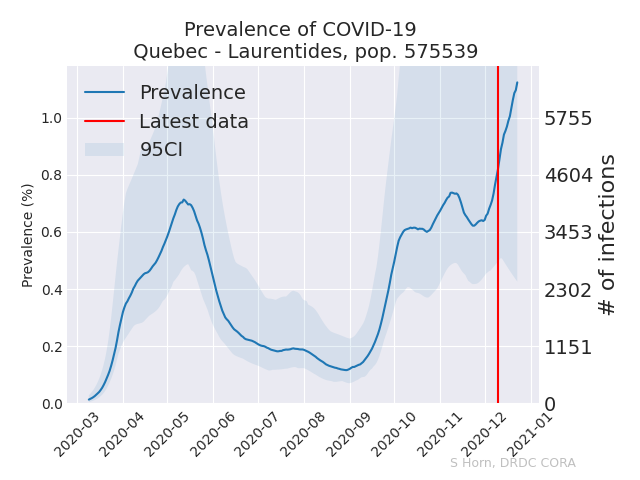 Prevalence of COVID-19
Quebec - Laurentides, pop. 575539
Prevalence
Latest data
95CI
Prevalence (%)
1.0
0.8
0.6
0.4
0.2
0.0
5755
4604
3453
2302
1151
0
# of infections
2020-03
2020-04
2020-05
2020-06
2020-07
2020-08
2020-09
2020-10
2020-11
2020-12
2021-01
S Horn, DRDC CORA